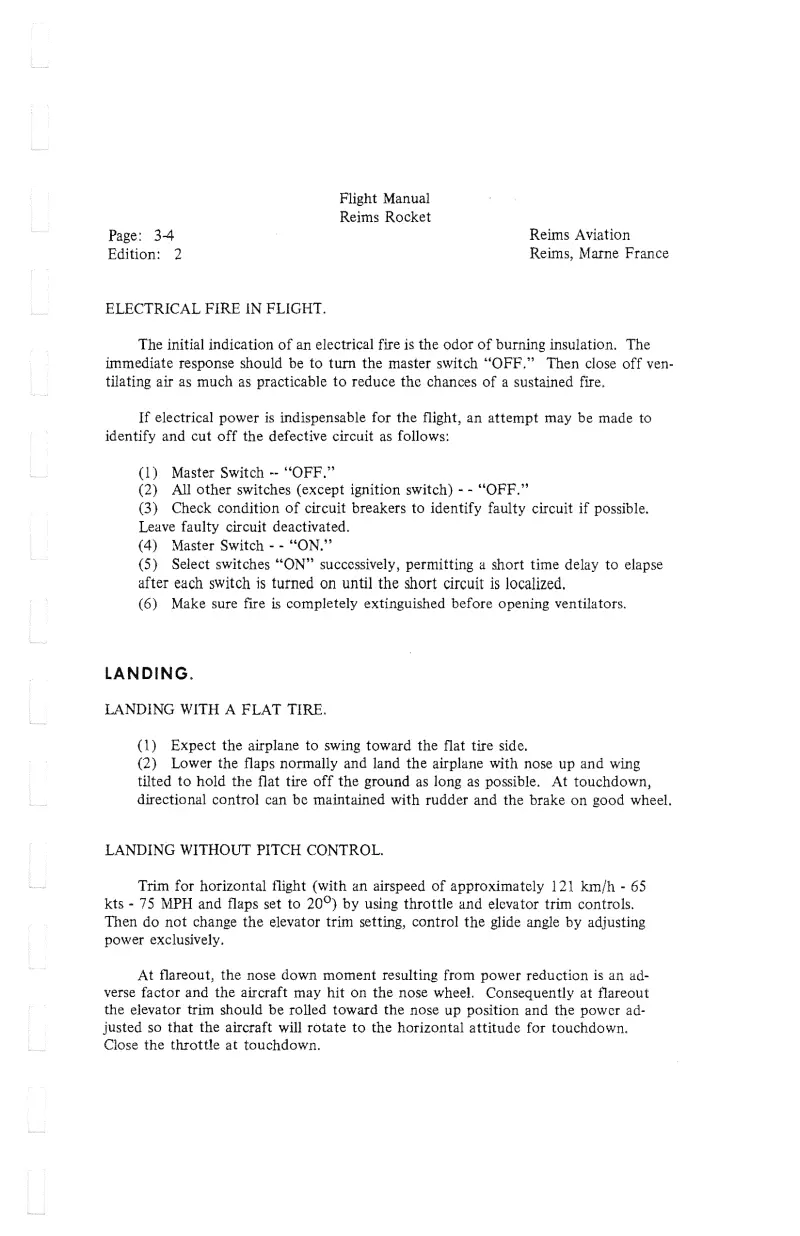 Flight Manual
Reims Rocket
Page: 3-4
Reims Aviation
Edition: 2
Reims, Marne France
ELECTRICAL FIRE IN FLIGHT.
The initial indication of an electrical fire is the odor of burning insulation. The
immediate response should be to turn the master switch “OFF.” Then close off ven-
tilating air as much as practicable to reduce the chances of a sustained fire.
If electrical power is indispensable for the flight, an attempt may be made to
identify and cut off the defective circuit as follows:
(1) Master Switch -- “OFF.”
(2) All other switches (except ignition switch) - - “OFF.”
(3) Check condition of circuit breakers to identify faulty circuit if possible.
Leave faulty circuit deactivated.
(4) Master Switch - - “ON.”
(5) Select switches “ON” successively, permitting a short time delay to elapse
after each switch is turned on until the short circuit is localized.
(6) Make sure fire is completely extinguished before opening ventilators.
LANDING.
LANDING WITH A FLAT TIRE.
(1) Expect the airplane to swing toward the flat tire side.
(2) Lower the flaps normally and land the airplane with nose up and wing
tilted to hold the flat tire off the ground as long as possible. At touchdown,
directional control can be maintained with rudder and the brake on good wheel.
LANDING WITHOUT PITCH CONTROL.
Trim for horizontal flight (with an airspeed of approximately 121 km/h - 65
kts - 75 MPH and flaps set to 20°) by using throttle and elevator trim controls.
Then do not change the elevator trim setting, control the glide angle by adjusting
power exclusively.
At flareout, the nose down moment resulting from power reduction is an ad-
verse factor and the aircraft may hit on the nose wheel. Consequently at flareout
the elevator trim should be rolled toward the nose up position and the power ad-
justed so that the aircraft will rotate to the horizontal attitude for touchdown.
Close the throttle at touchdown.